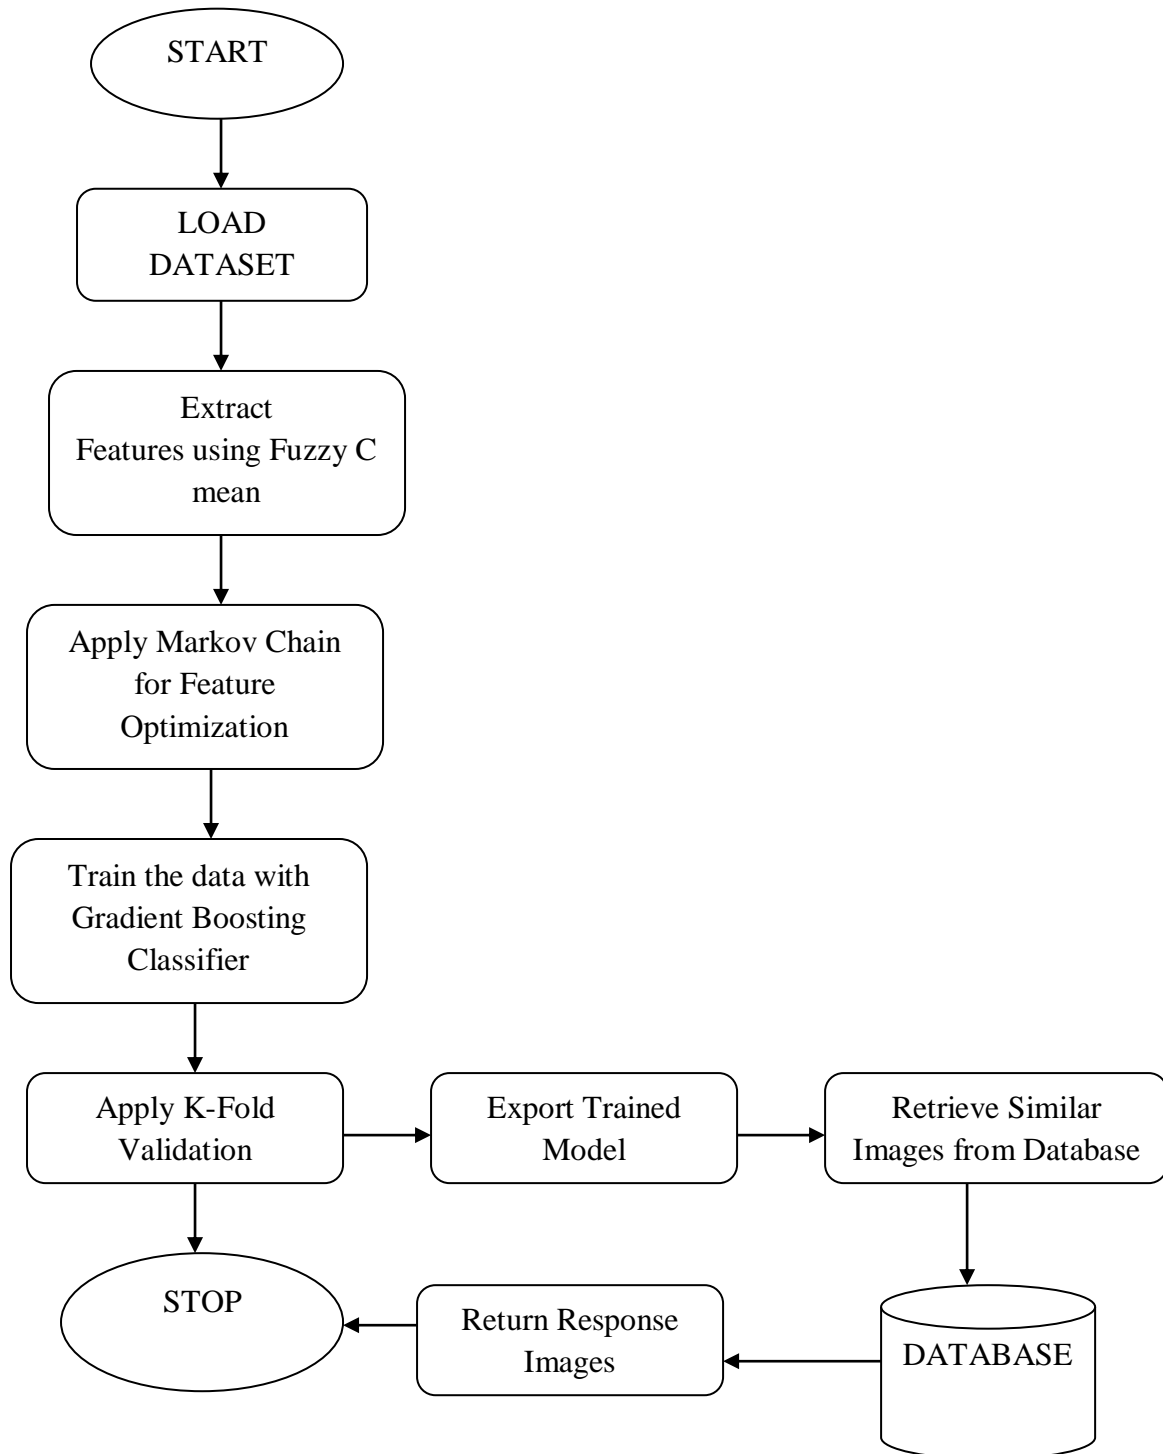 START
LOAD
DATASET
Extract
Features using Fuzzy C
mean
Apply Markov Chain
for Feature
Optimization
Train the data with
Gradient Boosting
Classifier
Apply K-Fold
Validation
Export Trained
Model
Retrieve Similar
Images from Database
STOP
Return Response
Images
DATABASE